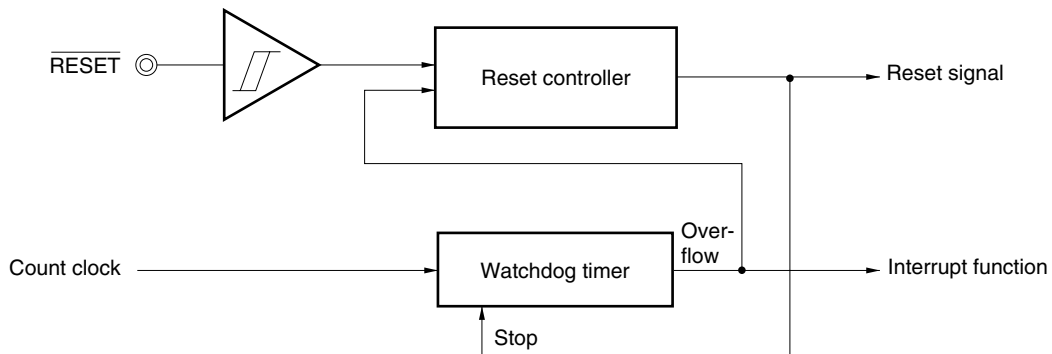 RESET
Reset controller
Reset signal
Over-
flow
Count clock
Watchdog timer
Interrupt function
Stop